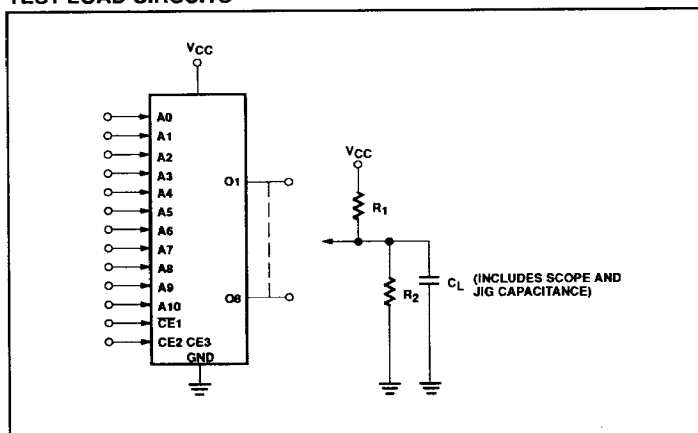 TEST LOAD CIRCUITS
VCC
A0
A1
A2
A3
A4
A5
A6
A7
A8
A9
A10
CE1
CE2 CE3
GND
O1
O8
VCC
R1
R2
CL (INCLUDES SCOPE AND
JIG CAPACITANCE)